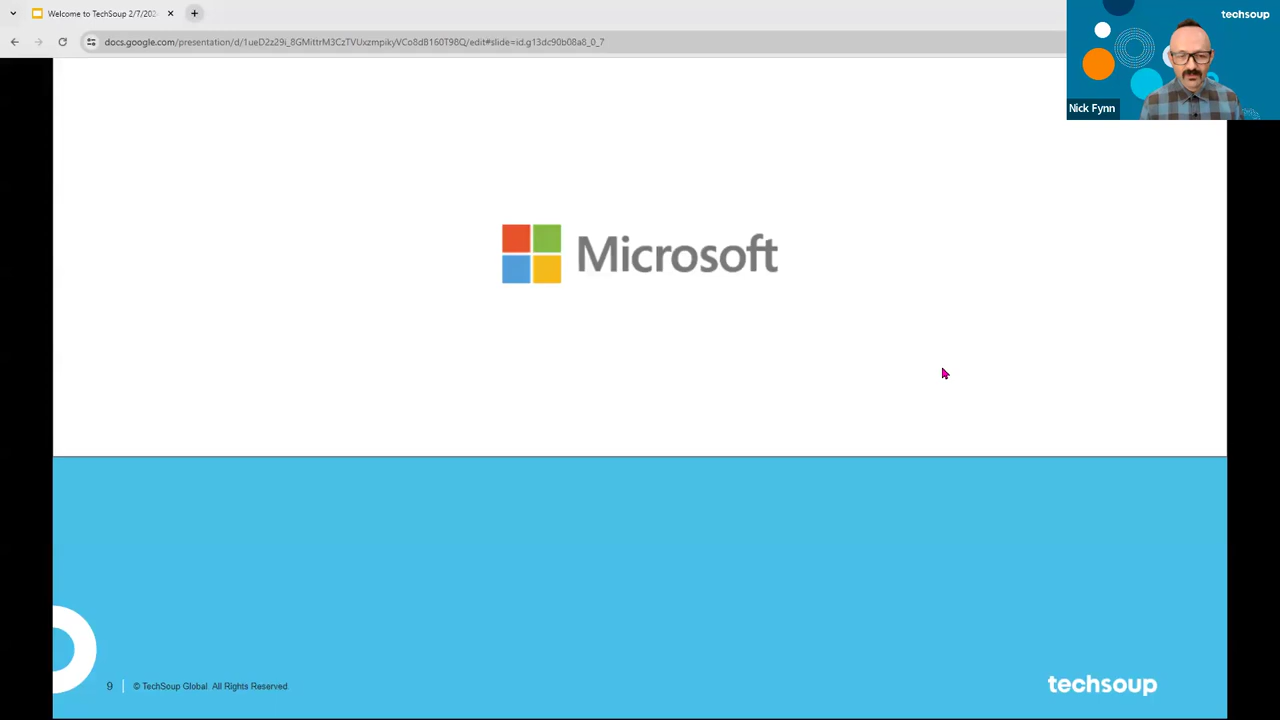 Welcome to TechSoup 2/7/202
docs.google.com/presentation/d/1ueD2z29i_8GMittrM3CzTVUxzmpikyVCo8dB160T98Q/edit#slide=id.g13dc90b08a8_0_7
techsoup
Nick Fynn
Microsoft
9
© TechSoup Global. All Rights Reserved.
techsoup